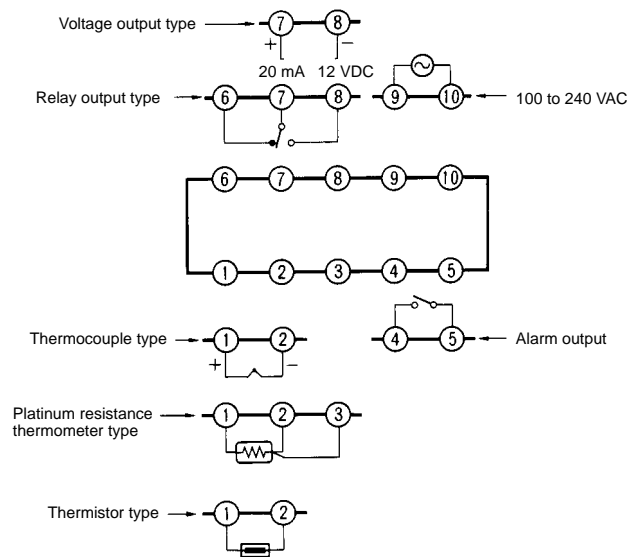 Voltage output type 7 8
+ −
20 mA 12 VDC
Relay output type 6 7 8 9 10 100 to 240 VAC
6 7 8 9 10
1 2 3 4 5
Thermocouple type 1 2 4 5 Alarm output
+ −
Platinum resistance
thermometer type 1 2 3
Thermistor type 1 2